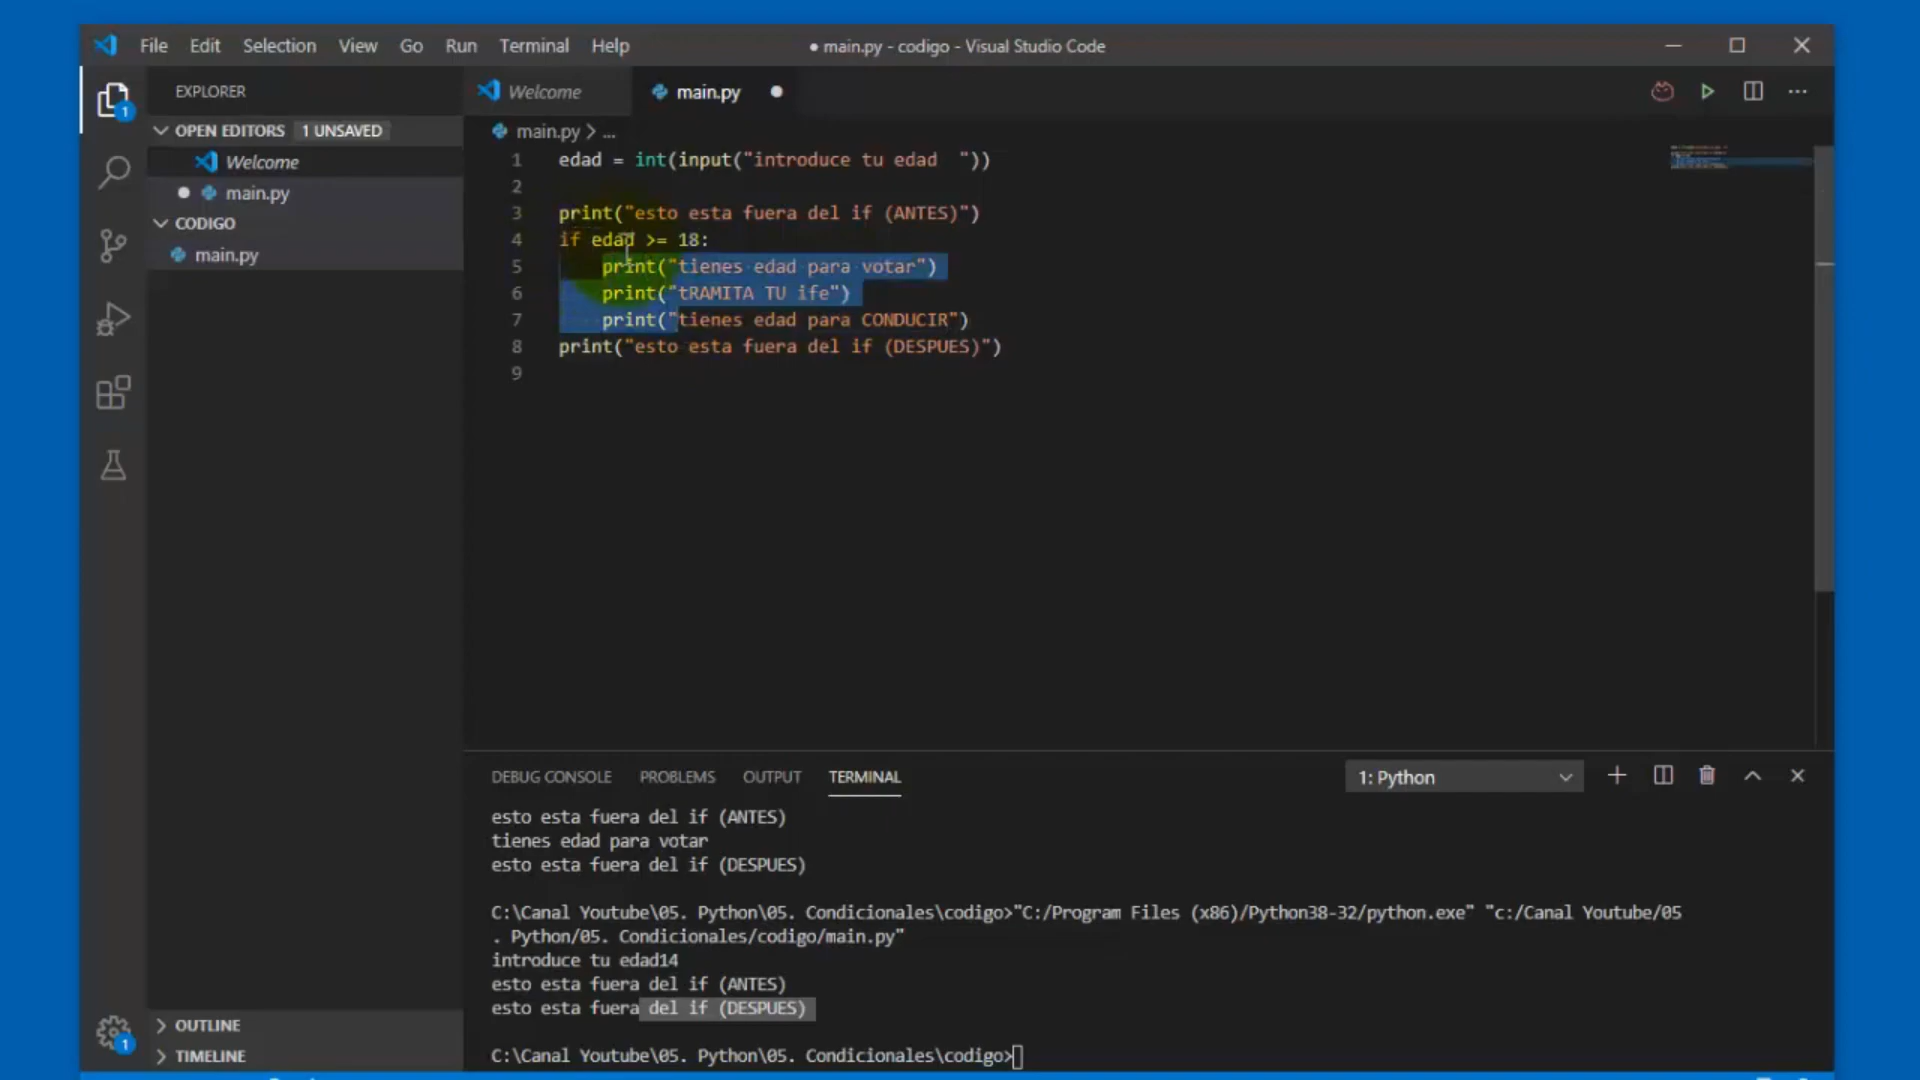 File Edit Selection View Go Run Terminal Help
● main.py - codigo - Visual Studio Code
EXPLORER
OPEN EDITORS 1 UNSAVED
Welcome
main.py
CODIGO
main.py
OUTLINE
TIMELINE
1
1
Welcome
main.py
main.py > ...
1 edad = int(input("introduce tu edad  "))
2
3 print("esto esta fuera del if (ANTES)")
4 if edad >= 18:
5     print("tienes edad para votar")
6     print("tRAMITA TU ife")
7     print("tienes edad para CONDUCIR")
8 print("esto esta fuera del if (DESPUES)")
9
DEBUG CONSOLE PROBLEMS OUTPUT TERMINAL
1: Python
esto esta fuera del if (ANTES)
tienes edad para votar
esto esta fuera del if (DESPUES)
C:\Canal Youtube\05. Python\05. Condicionales\codigo>"C:/Program Files (x86)/Python38-32/python.exe" "c:/Canal Youtube/05
. Python/05. Condicionales/codigo/main.py"
introduce tu edad14
esto esta fuera del if (ANTES)
esto esta fuera del if (DESPUES)
C:\Canal Youtube\05. Python\05. Condicionales\codigo>